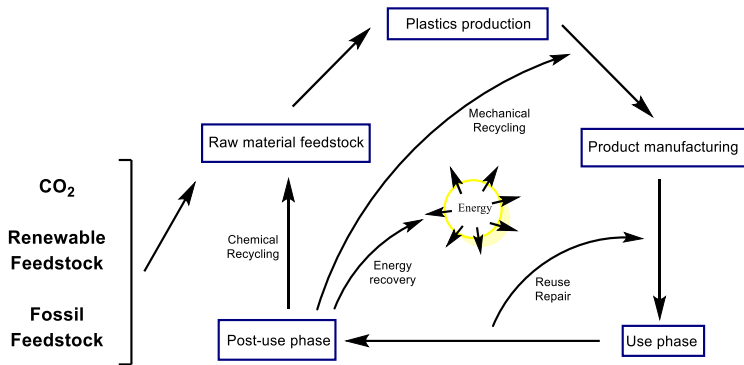 Plastics production
Mechanical
Recycling
Raw material feedstock
Product manufacturing
CO₂
Renewable
Feedstock
Fossil
Feedstock
Energy
Chemical
Recycling
Energy
recovery
Reuse
Repair
Post-use phase
Use phase